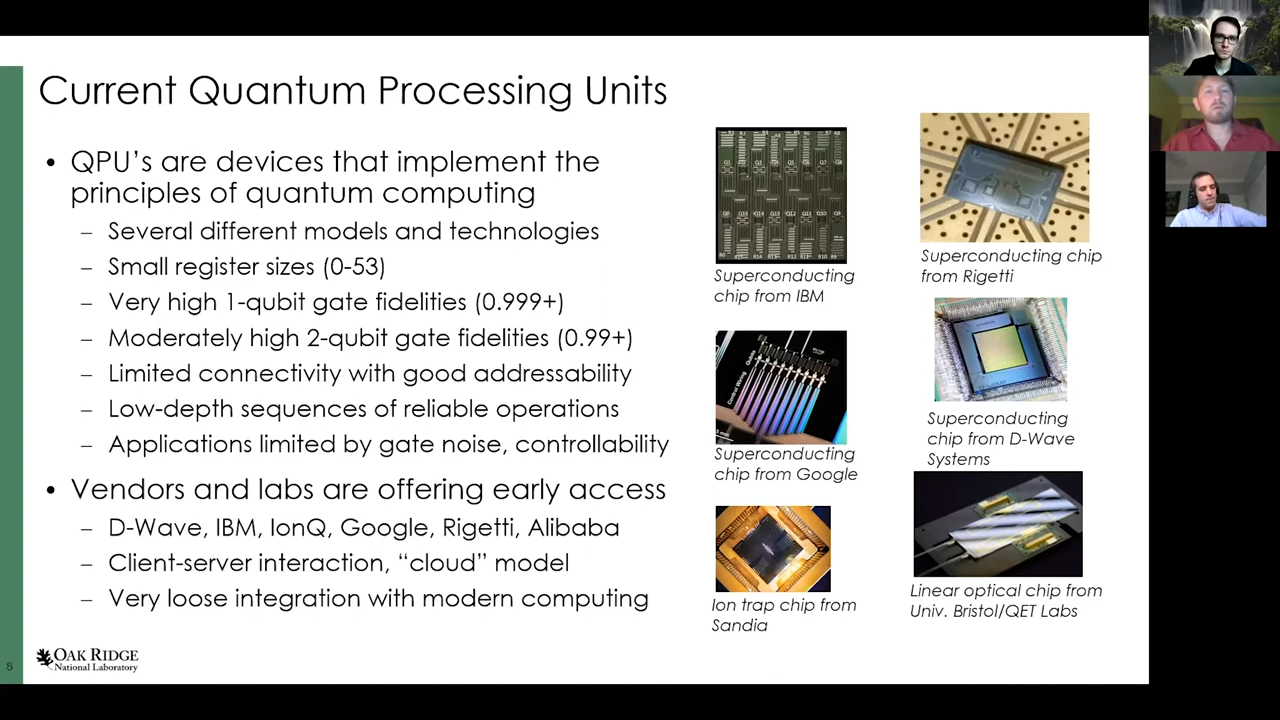 Current Quantum Processing Units
• QPU's are devices that implement the
principles of quantum computing
– Several different models and technologies
– Small register sizes (0-53)
– Very high 1-qubit gate fidelities (0.999+)
– Moderately high 2-qubit gate fidelities (0.99+)
– Limited connectivity with good addressability
– Low-depth sequences of reliable operations
– Applications limited by gate noise, controllability
• Vendors and labs are offering early access
– D-Wave, IBM, IonQ, Google, Rigetti, Alibaba
– Client-server interaction, “cloud” model
– Very loose integration with modern computing
Superconducting
chip from IBM
Superconducting chip
from Rigetti
Qubits
Control Wiring
Superconducting
chip from Google
Superconducting
chip from D-Wave
Systems
Ion trap chip from
Sandia
Linear optical chip from
Univ. Bristol/QET Labs
OAK RIDGE
National Laboratory